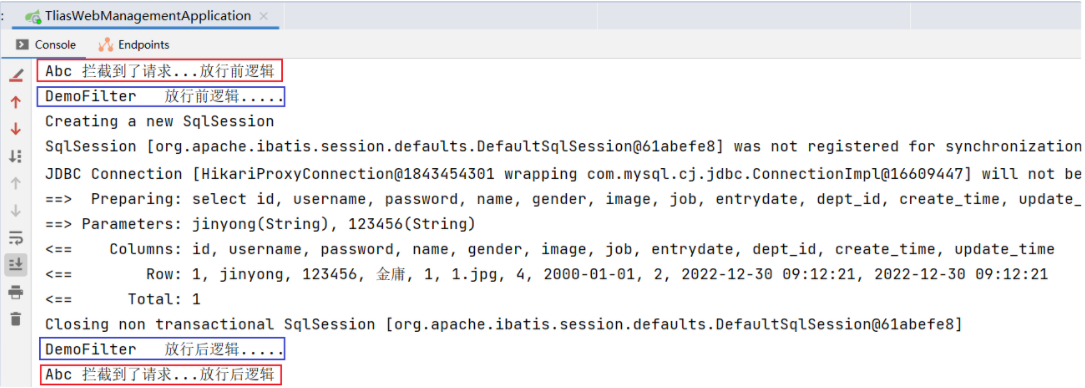 : TliasWebManagementApplication ×
Console Endpoints
Abc 拦截到了请求...放行前逻辑
DemoFilter 放行前逻辑.....
Creating a new SqlSession
SqlSession [org.apache.ibatis.session.defaults.DefaultSqlSession@61abefe8] was not registered for synchronization
JDBC Connection [HikariProxyConnection@1843454301 wrapping com.mysql.cj.jdbc.ConnectionImpl@16609447] will not be
==> Preparing: select id, username, password, name, gender, image, job, entrydate, dept_id, create_time, update_
==> Parameters: jinyong(String), 123456(String)
<== Columns: id, username, password, name, gender, image, job, entrydate, dept_id, create_time, update_time
<== Row: 1, jinyong, 123456, 金庸, 1, 1.jpg, 4, 2000-01-01, 2, 2022-12-30 09:12:21, 2022-12-30 09:12:21
<== Total: 1
Closing non transactional SqlSession [org.apache.ibatis.session.defaults.DefaultSqlSession@61abefe8]
DemoFilter 放行后逻辑.....
Abc 拦截到了请求...放行后逻辑